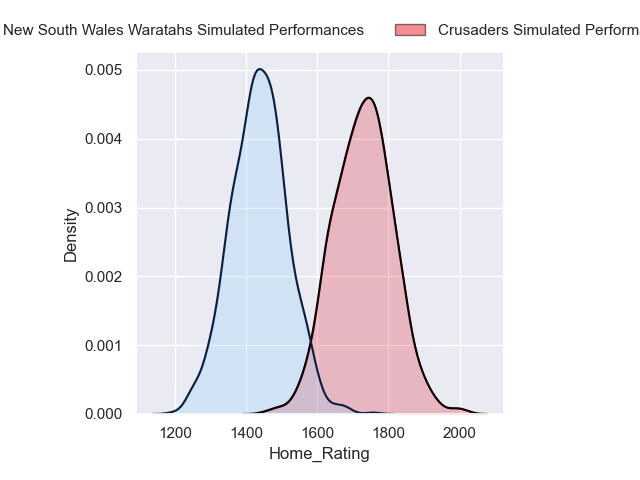 New South Wales Waratahs Simulated Performances
Crusaders Simulated Perform
0.005
0.004
0.003
0.002
0.001
0.000
Density
1200 1400 1600 1800 2000
Home_Rating